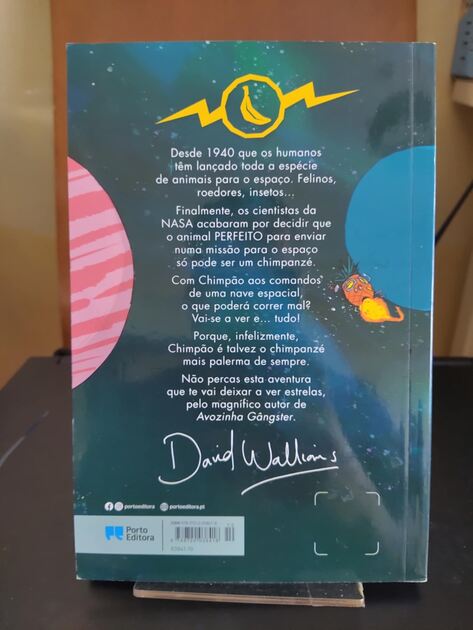 Desde 1940 que os humanos
têm lançado toda a espécie
de animais para o espaço. Felinos,
roedores, insetos...
Finalmente, os cientistas da
NASA acabaram por decidir que
o animal PERFEITO para enviar
numa missão para o espaço
só pode ser um chimpanzé.
Com Chimpão aos comandos
de uma nave espacial,
o que poderá correr mal?
Vai-se a ver e... tudo!
Porque, infelizmente,
Chimpão é talvez o chimpanzé
mais palerma de sempre.
Não percas esta aventura
que te vai deixar a ver estrelas,
pelo magnífico autor de
Avozinha Gângster.
David Walliams
portoeditora portoeditora.pt
ISBN
Porto
Editora